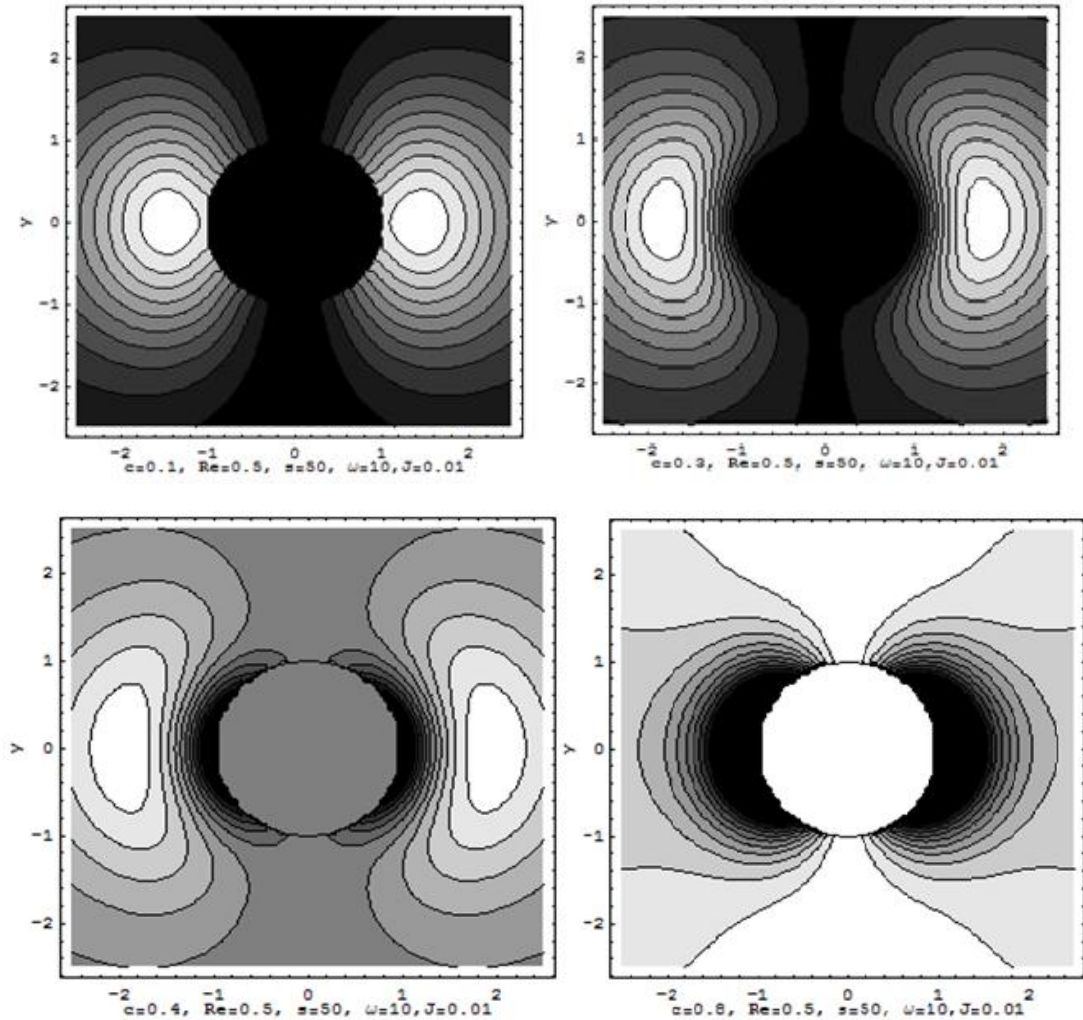 2
1
0
-1
-2
y
-2 -1 0 1 2
c=0.1, Re=0.5, s=50, ω=10,J=0.01
2
1
0
-1
-2
y
-2 -1 0 1 2
c=0.3, Re=0.5, s=50, ω=10,J=0.01
2
1
0
-1
-2
y
-2 -1 0 1 2
c=0.4, Re=0.5, s=50, ω=10,J=0.01
2
1
0
-1
-2
y
-2 -1 0 1 2
c=0.8, Re=0.5, s=50, ω=10,J=0.01